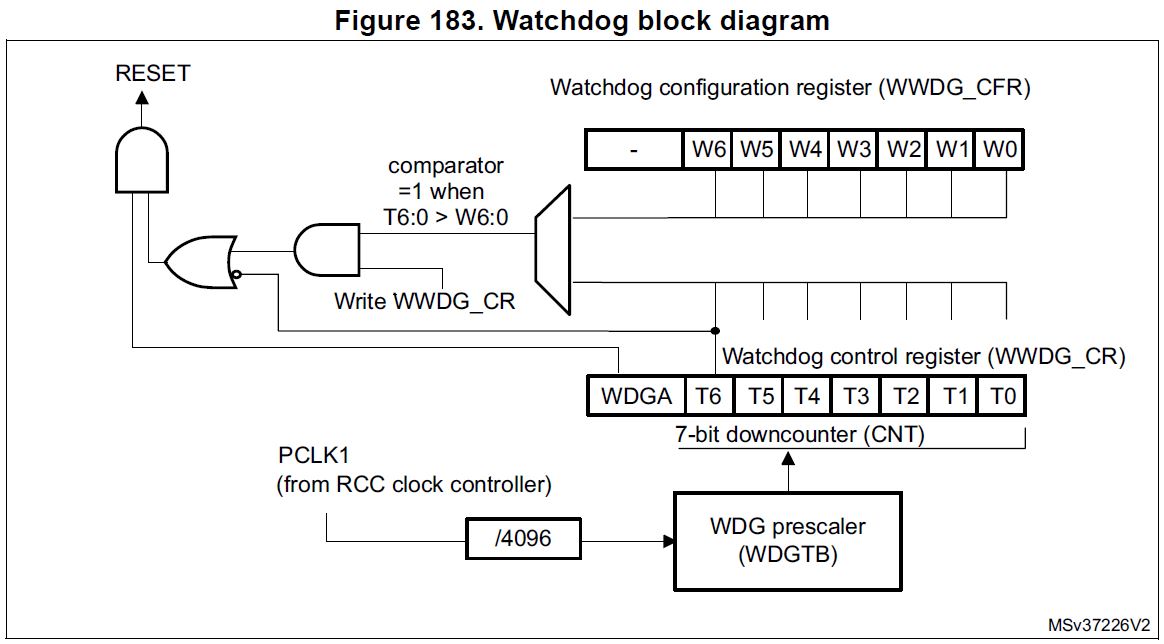 Figure 183. Watchdog block diagram
RESET
Watchdog configuration register (WWDG_CFR)
- W6 W5 W4 W3 W2 W1 W0
comparator
=1 when
T6:0 > W6:0
Write WWDG_CR
Watchdog control register (WWDG_CR)
WDGA T6 T5 T4 T3 T2 T1 T0
7-bit downcounter (CNT)
PCLK1
(from RCC clock controller)
/4096
WDG prescaler
(WDGTB)
MSv37226V2